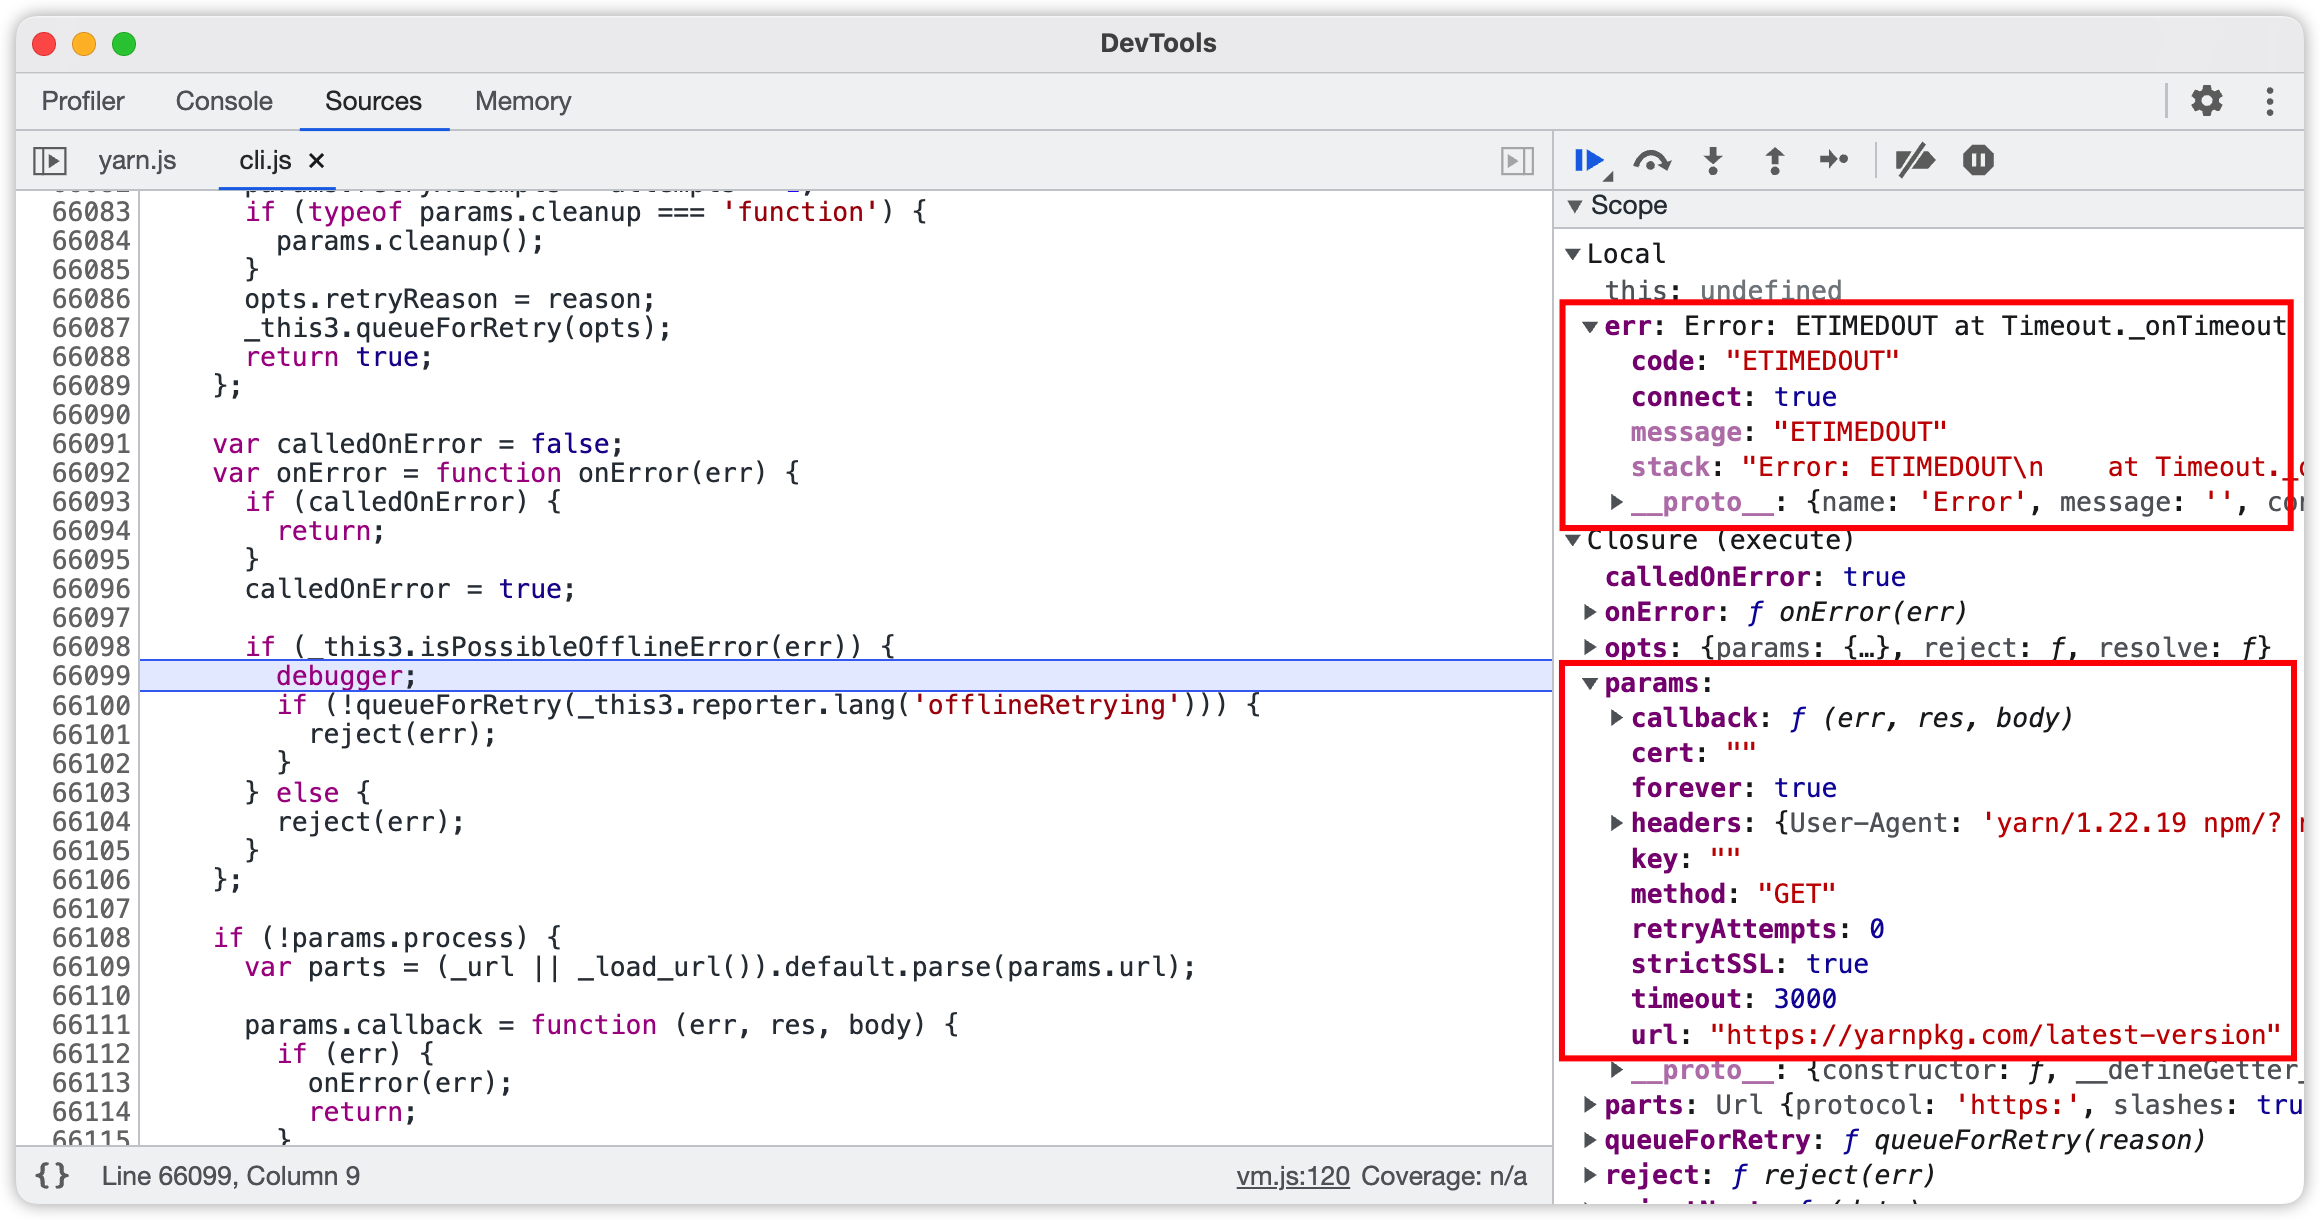 DevTools
Profiler Console Sources Memory
yarn.js cli.js ×
66083 if (typeof params.cleanup === 'function') {
66084 params.cleanup();
66085 }
66086 opts.retryReason = reason;
66087 _this3.queueForRetry(opts);
66088 return true;
66089 };
66090
66091 var calledOnError = false;
66092 var onError = function onError(err) {
66093 if (calledOnError) {
66094 return;
66095 }
66096 calledOnError = true;
66097
66098 if (_this3.isPossibleOfflineError(err)) {
66099 debugger;
66100 if (!queueForRetry(_this3.reporter.lang('offlineRetrying'))) {
66101 reject(err);
66102 }
66103 } else {
66104 reject(err);
66105 }
66106 };
66107
66108 if (!params.process) {
66109 var parts = (_url || _load_url()).default.parse(params.url);
66110
66111 params.callback = function (err, res, body) {
66112 if (err) {
66113 onError(err);
66114 return;
66115 }
{} Line 66099, Column 9 vm.js:120 Coverage: n/a
Scope
Local
this: undefined
err: Error: ETIMEDOUT at Timeout._onTimeout
code: "ETIMEDOUT"
connect: true
message: "ETIMEDOUT"
stack: "Error: ETIMEDOUT\n at Timeout._
__proto__: {name: 'Error', message: '',
Closure (execute)
calledOnError: true
onError: ƒ onError(err)
opts: {params: {…}, reject: ƒ, resolve: ƒ}
params:
callback: ƒ (err, res, body)
cert: ""
forever: true
headers: {User-Agent: 'yarn/1.22.19 npm/?
key: ""
method: "GET"
retryAttempts: 0
strictSSL: true
timeout: 3000
url: "https://yarnpkg.com/latest-version"
__proto__: {constructor: ƒ, __defineGetter_
parts: Url {protocol: 'https:', slashes: tru
queueForRetry: ƒ queueForRetry(reason)
reject: ƒ reject(err)